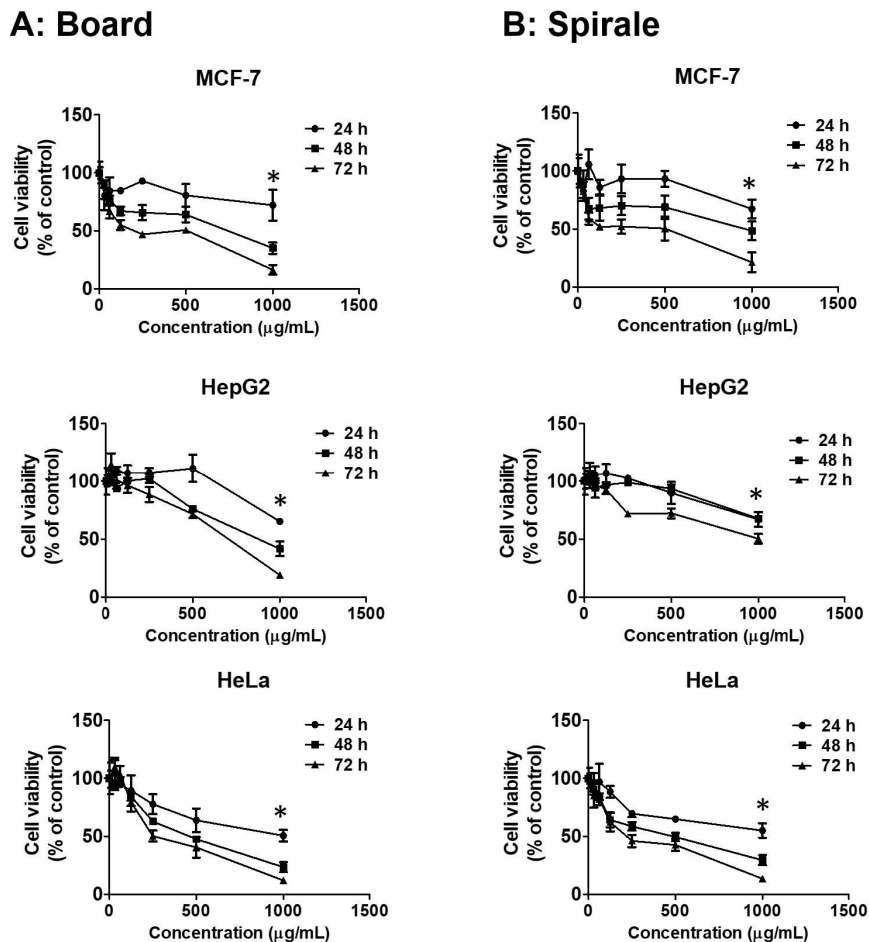 A: Board
B: Spirale
MCF-7
150
100
50
0
Cell viability
(% of control)
24 h
48 h
72 h
*
0
500
1000
1500
Concentration (μg/mL)
MCF-7
150
100
50
0
Cell viability
(% of control)
24 h
48 h
72 h
*
0
500
1000
1500
Concentration (μg/mL)
HepG2
150
100
50
0
Cell viability
(% of control)
24 h
48 h
72 h
*
0
500
1000
1500
Concentration (μg/mL)
HepG2
150
100
50
0
Cell viability
(% of control)
24 h
48 h
72 h
*
0
500
1000
1500
Concentration (μg/mL)
HeLa
150
100
50
0
Cell viability
(% of control)
24 h
48 h
72 h
*
0
500
1000
1500
Concentration (μg/mL)
HeLa
150
100
50
0
Cell viability
(% of control)
24 h
48 h
72 h
*
0
500
1000
1500
Concentration (μg/mL)